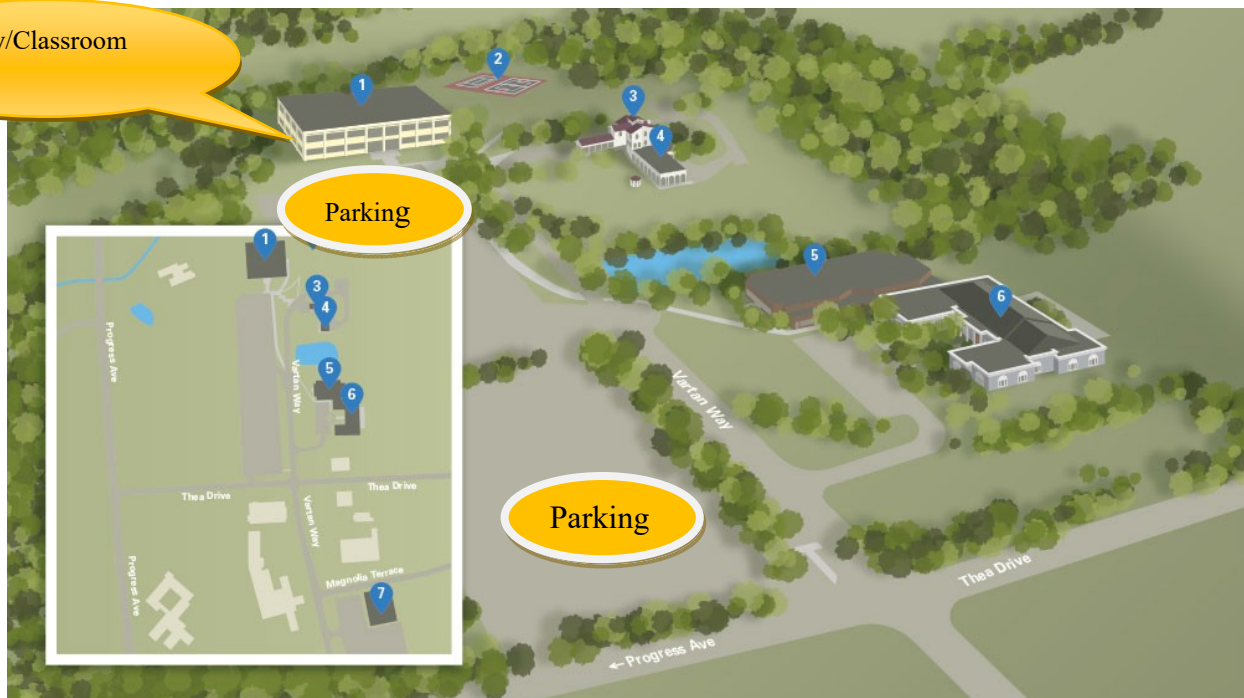 /Classroom
1
2
3
4
Parking
5
6
Vartan Way
Parking
Thea Drive
← Progress Ave
1
3
4
5
6
Progress Ave
Vartan Way
Thea Drive
Thea Drive
Vartan Way
Magnolia Terrace
Progress Ave
7